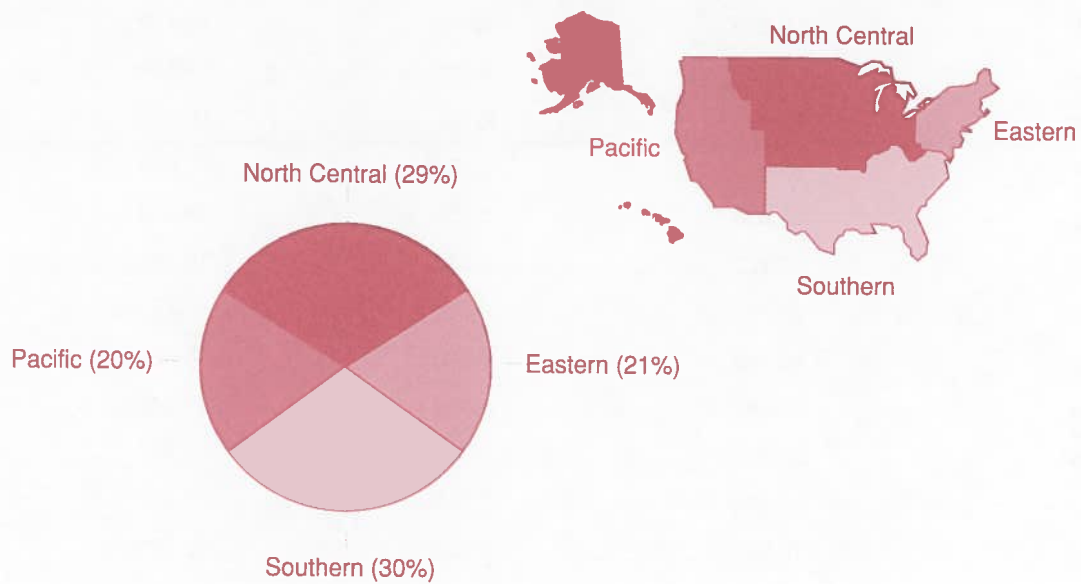 North Central
Pacific
Eastern
Southern
North Central (29%)
Pacific (20%)
Eastern (21%)
Southern (30%)